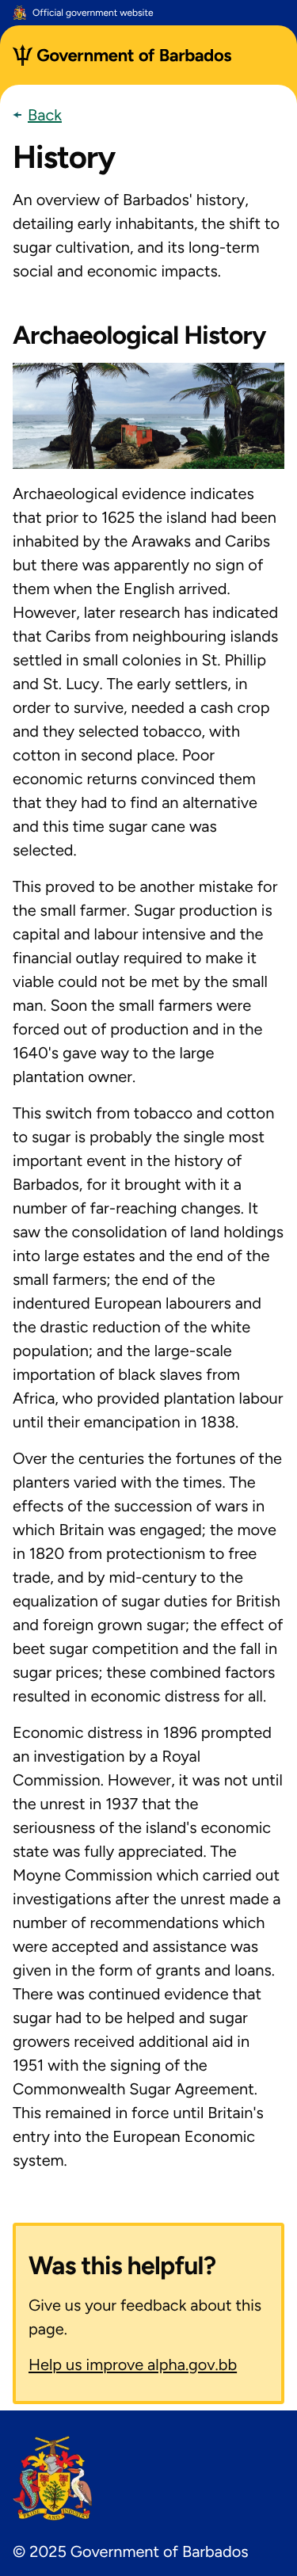 Official government website
Government of Barbados
← Back
History
An overview of Barbados' history,
detailing early inhabitants, the shift to
sugar cultivation, and its long-term
social and economic impacts.
Archaeological History
Archaeological evidence indicates
that prior to 1625 the island had been
inhabited by the Arawaks and Caribs
but there was apparently no sign of
them when the English arrived.
However, later research has indicated
that Caribs from neighbouring islands
settled in small colonies in St. Phillip
and St. Lucy. The early settlers, in
order to survive, needed a cash crop
and they selected tobacco, with
cotton in second place. Poor
economic returns convinced them
that they had to find an alternative
and this time sugar cane was
selected.
This proved to be another mistake for
the small farmer. Sugar production is
capital and labour intensive and the
financial outlay required to make it
viable could not be met by the small
man. Soon the small farmers were
forced out of production and in the
1640's gave way to the large
plantation owner.
This switch from tobacco and cotton
to sugar is probably the single most
important event in the history of
Barbados, for it brought with it a
number of far-reaching changes. It
saw the consolidation of land holdings
into large estates and the end of the
small farmers; the end of the
indentured European labourers and
the drastic reduction of the white
population; and the large-scale
importation of black slaves from
Africa, who provided plantation labour
until their emancipation in 1838.
Over the centuries the fortunes of the
planters varied with the times. The
effects of the succession of wars in
which Britain was engaged; the move
in 1820 from protectionism to free
trade, and by mid-century to the
equalization of sugar duties for British
and foreign grown sugar; the effect of
beet sugar competition and the fall in
sugar prices; these combined factors
resulted in economic distress for all.
Economic distress in 1896 prompted
an investigation by a Royal
Commission. However, it was not until
the unrest in 1937 that the
seriousness of the island's economic
state was fully appreciated. The
Moyne Commission which carried out
investigations after the unrest made a
number of recommendations which
were accepted and assistance was
given in the form of grants and loans.
There was continued evidence that
sugar had to be helped and sugar
growers received additional aid in
1951 with the signing of the
Commonwealth Sugar Agreement.
This remained in force until Britain's
entry into the European Economic
system.
Was this helpful?
Give us your feedback about this
page.
Help us improve alpha.gov.bb
PRIDE AND INDUSTRY
© 2025 Government of Barbados